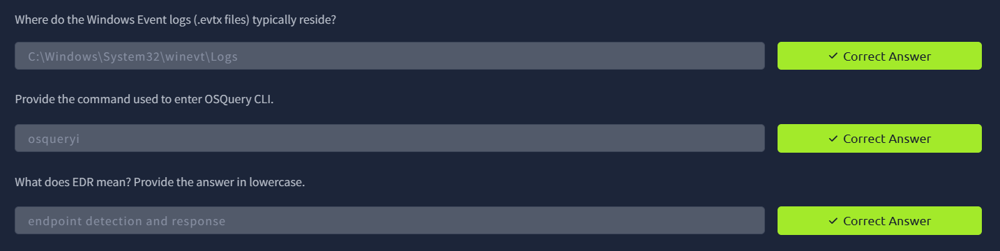 Where do the Windows Event logs (.evtx files) typically reside?
C:\Windows\System32\winevt\Logs
✓ Correct Answer
Provide the command used to enter OSQuery CLI.
osqueryi
✓ Correct Answer
What does EDR mean? Provide the answer in lowercase.
endpoint detection and response
✓ Correct Answer